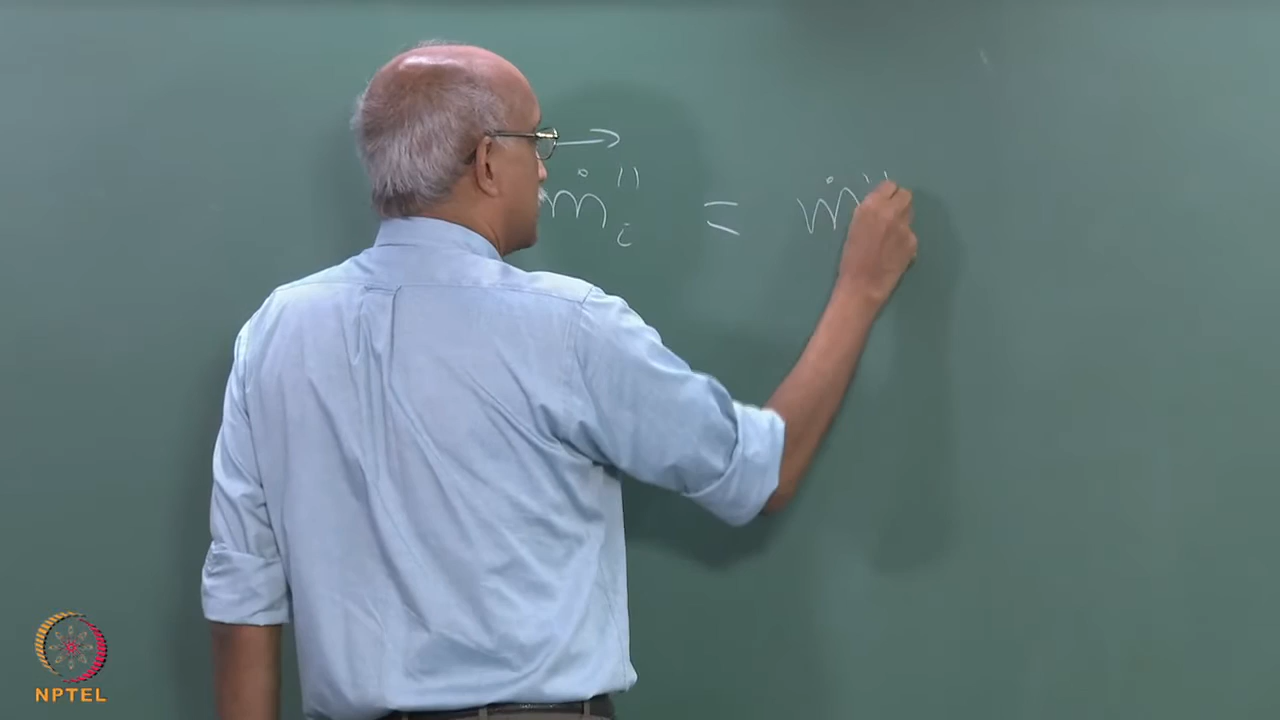 →
ṁ''ᵢ = ṁ''
NPTEL